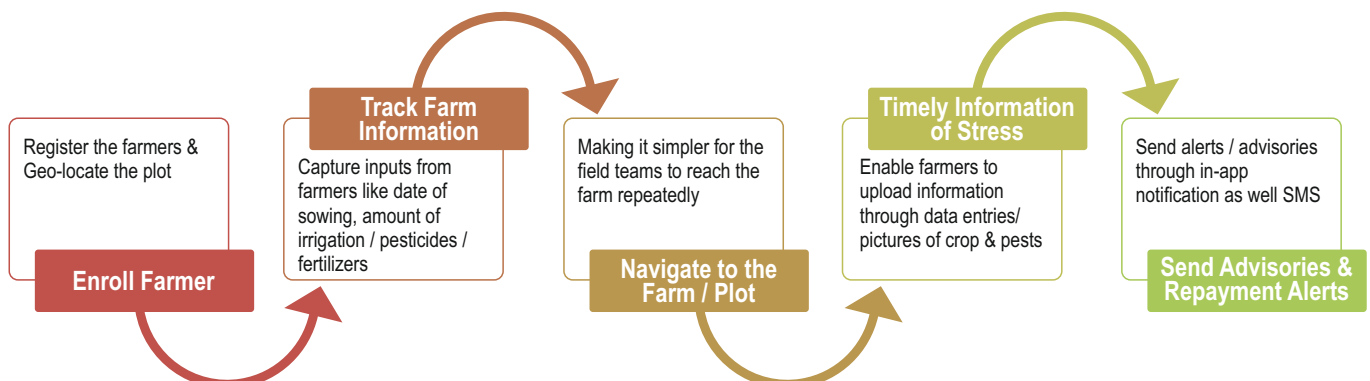 Register the farmers &
Geo-locate the plot
Enroll Farmer
Track Farm
Information
Capture inputs from
farmers like date of
sowing, amount of
irrigation / pesticides /
fertilizers
Making it simpler for the
field teams to reach the
farm repeatedly
Navigate to the
Farm / Plot
Timely Information
of Stress
Enable farmers to
upload information
through data entries/
pictures of crop & pests
Send alerts / advisories
through in-app
notification as well SMS
Send Advisories &
Repayment Alerts